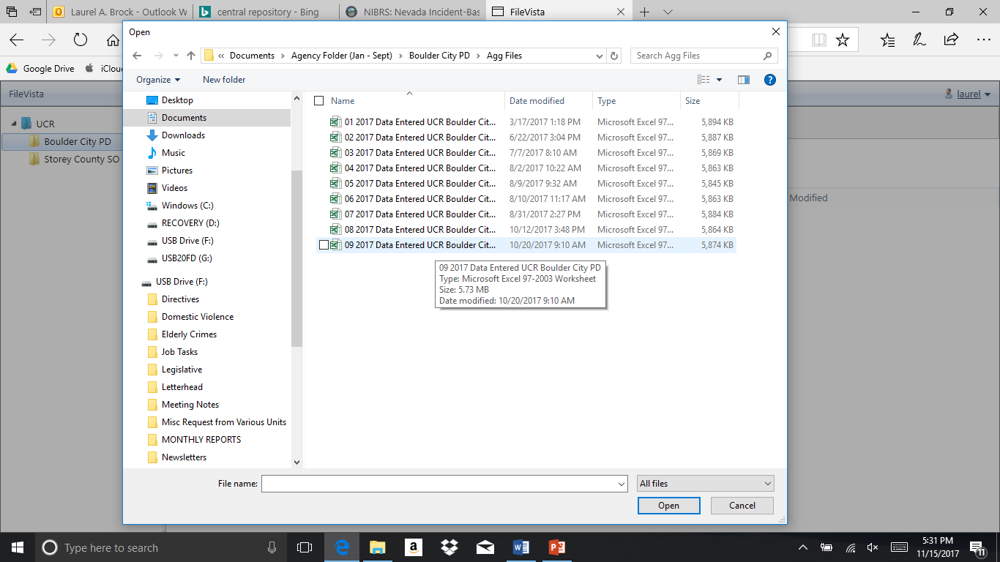 Laurel A. Brock - Outlook W
central repository - Bing
NIBRS: Nevada Incident-Bas
FileVista
Open
« Documents › Agency Folder (Jan - Sept) › Boulder City PD › Agg Files
Search Agg Files
Google Drive
iClou
Organize
New folder
FileVista
laurel
UCR
Boulder City PD
Storey County SO
Modified
Desktop
Documents
Downloads
Music
Pictures
Videos
Windows (C:)
RECOVERY (D:)
USB Drive (F:)
USB20FD (G:)
USB Drive (F:)
Directives
Domestic Violence
Elderly Crimes
Job Tasks
Legislative
Letterhead
Meeting Notes
Misc Request from Various Units
MONTHLY REPORTS
Newsletters
Name Date modified Type Size
01 2017 Data Entered UCR Boulder Cit... 3/17/2017 1:18 PM Microsoft Excel 97... 5,894 KB
02 2017 Data Entered UCR Boulder Cit... 6/22/2017 3:04 PM Microsoft Excel 97... 5,887 KB
03 2017 Data Entered UCR Boulder Cit... 7/7/2017 8:10 AM Microsoft Excel 97... 5,869 KB
04 2017 Data Entered UCR Boulder Cit... 8/2/2017 10:22 AM Microsoft Excel 97... 5,863 KB
05 2017 Data Entered UCR Boulder Cit... 8/9/2017 9:32 AM Microsoft Excel 97... 5,845 KB
06 2017 Data Entered UCR Boulder Cit... 8/10/2017 11:17 AM Microsoft Excel 97... 5,863 KB
07 2017 Data Entered UCR Boulder Cit... 8/31/2017 2:27 PM Microsoft Excel 97... 5,884 KB
08 2017 Data Entered UCR Boulder Cit... 10/12/2017 3:48 PM Microsoft Excel 97... 5,864 KB
09 2017 Data Entered UCR Boulder Cit... 10/20/2017 9:10 AM Microsoft Excel 97... 5,874 KB
09 2017 Data Entered UCR Boulder City PD
Type: Microsoft Excel 97-2003 Worksheet
Size: 5.73 MB
Date modified: 10/20/2017 9:10 AM
File name:
All files
Open
Cancel
Type here to search
5:31 PM
11/15/2017
11